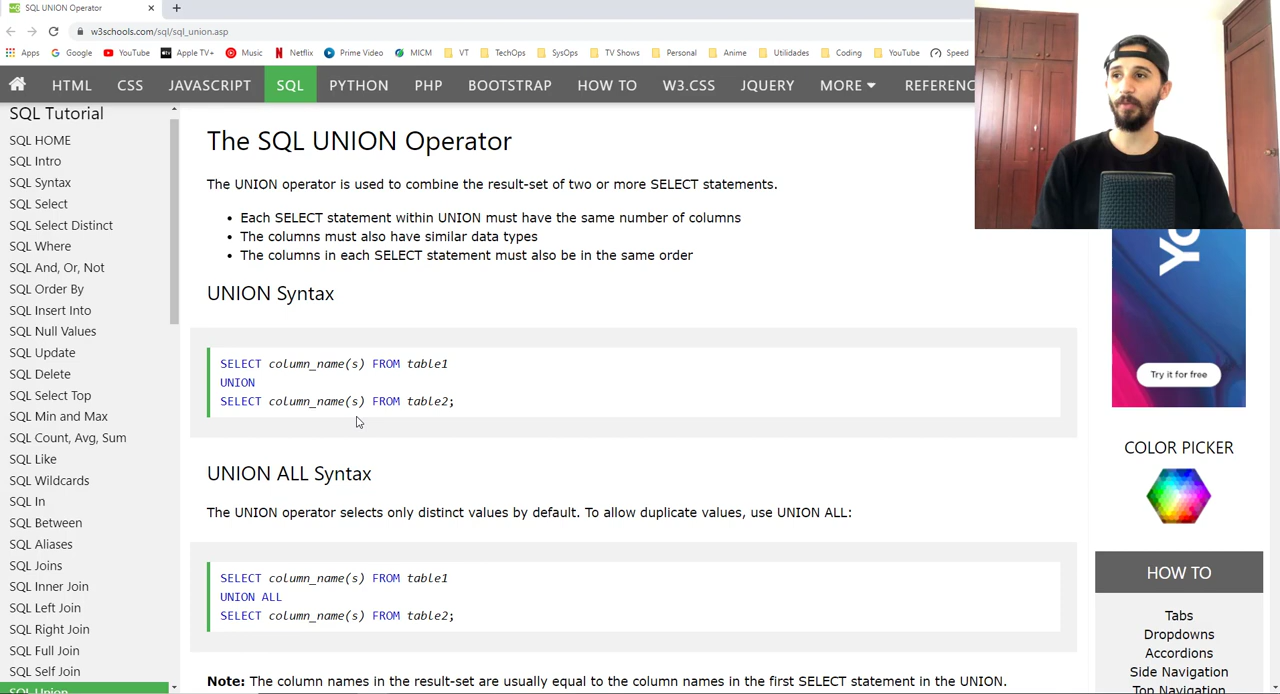 SQL UNION Operator
w3schools.com/sql/sql_union.asp
Apps Google YouTube Apple TV+ Music Netflix Prime Video MICM VT TechOps SysOps TV Shows Personal Anime Utilidades Coding YouTube Speed
HTML CSS JAVASCRIPT SQL PYTHON PHP BOOTSTRAP HOW TO W3.CSS JQUERY MORE REFERENC
SQL Tutorial
SQL HOME
SQL Intro
SQL Syntax
SQL Select
SQL Select Distinct
SQL Where
SQL And, Or, Not
SQL Order By
SQL Insert Into
SQL Null Values
SQL Update
SQL Delete
SQL Select Top
SQL Min and Max
SQL Count, Avg, Sum
SQL Like
SQL Wildcards
SQL In
SQL Between
SQL Aliases
SQL Joins
SQL Inner Join
SQL Left Join
SQL Right Join
SQL Full Join
SQL Self Join
SQL Union
The SQL UNION Operator
The UNION operator is used to combine the result-set of two or more SELECT statements.
• Each SELECT statement within UNION must have the same number of columns
• The columns must also have similar data types
• The columns in each SELECT statement must also be in the same order
UNION Syntax
SELECT column_name(s) FROM table1
UNION
SELECT column_name(s) FROM table2;
UNION ALL Syntax
The UNION operator selects only distinct values by default. To allow duplicate values, use UNION ALL:
SELECT column_name(s) FROM table1
UNION ALL
SELECT column_name(s) FROM table2;
Note: The column names in the result-set are usually equal to the column names in the first SELECT statement in the UNION.
Yo
Try it for free
COLOR PICKER
HOW TO
Tabs
Dropdowns
Accordions
Side Navigation
Top Navigation